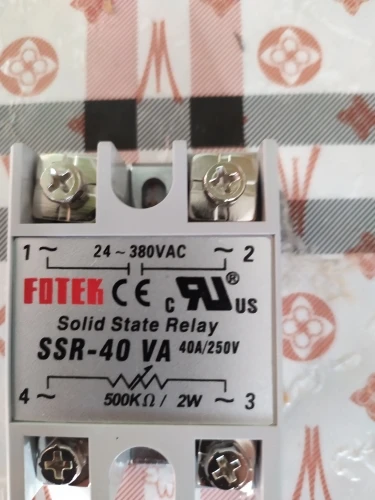 1 ~ 24 ~ 380VAC ~ 2
FOTEK CE c RU ® US
Solid State Relay
SSR-40 VA 40A/250V
4 ~ ~ 3
500KΩ / 2W